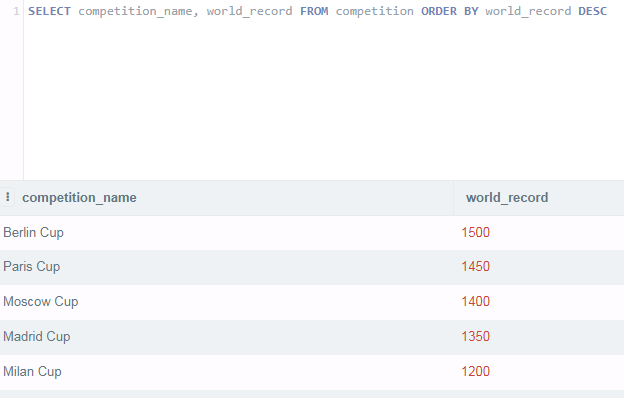 1 SELECT competition_name, world_record FROM competition ORDER BY world_record DESC
competition_name world_record
Berlin Cup 1500
Paris Cup 1450
Moscow Cup 1400
Madrid Cup 1350
Milan Cup 1200